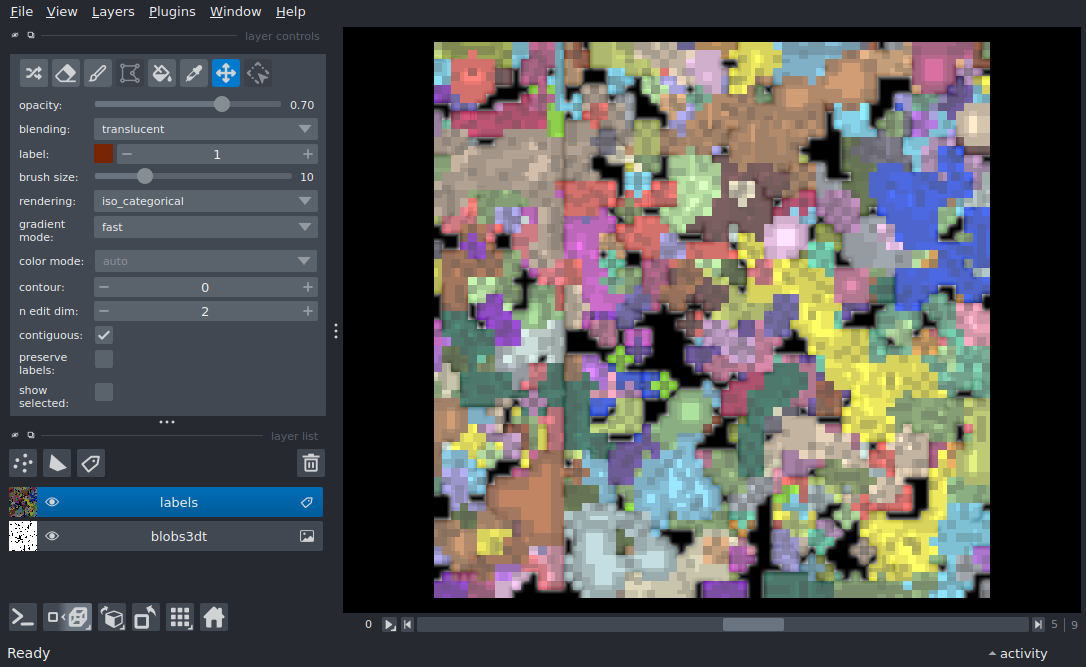 File View Layers Plugins Window Help
layer controls
opacity: 0.70
blending: translucent
label: 1
brush size: 10
rendering: iso_categorical
gradient
mode: fast
color mode: auto
contour: 0
n edit dim: 2
contiguous:
preserve
labels:
show
selected:
layer list
labels
blobs3dt
0 5 | 9
Ready activity